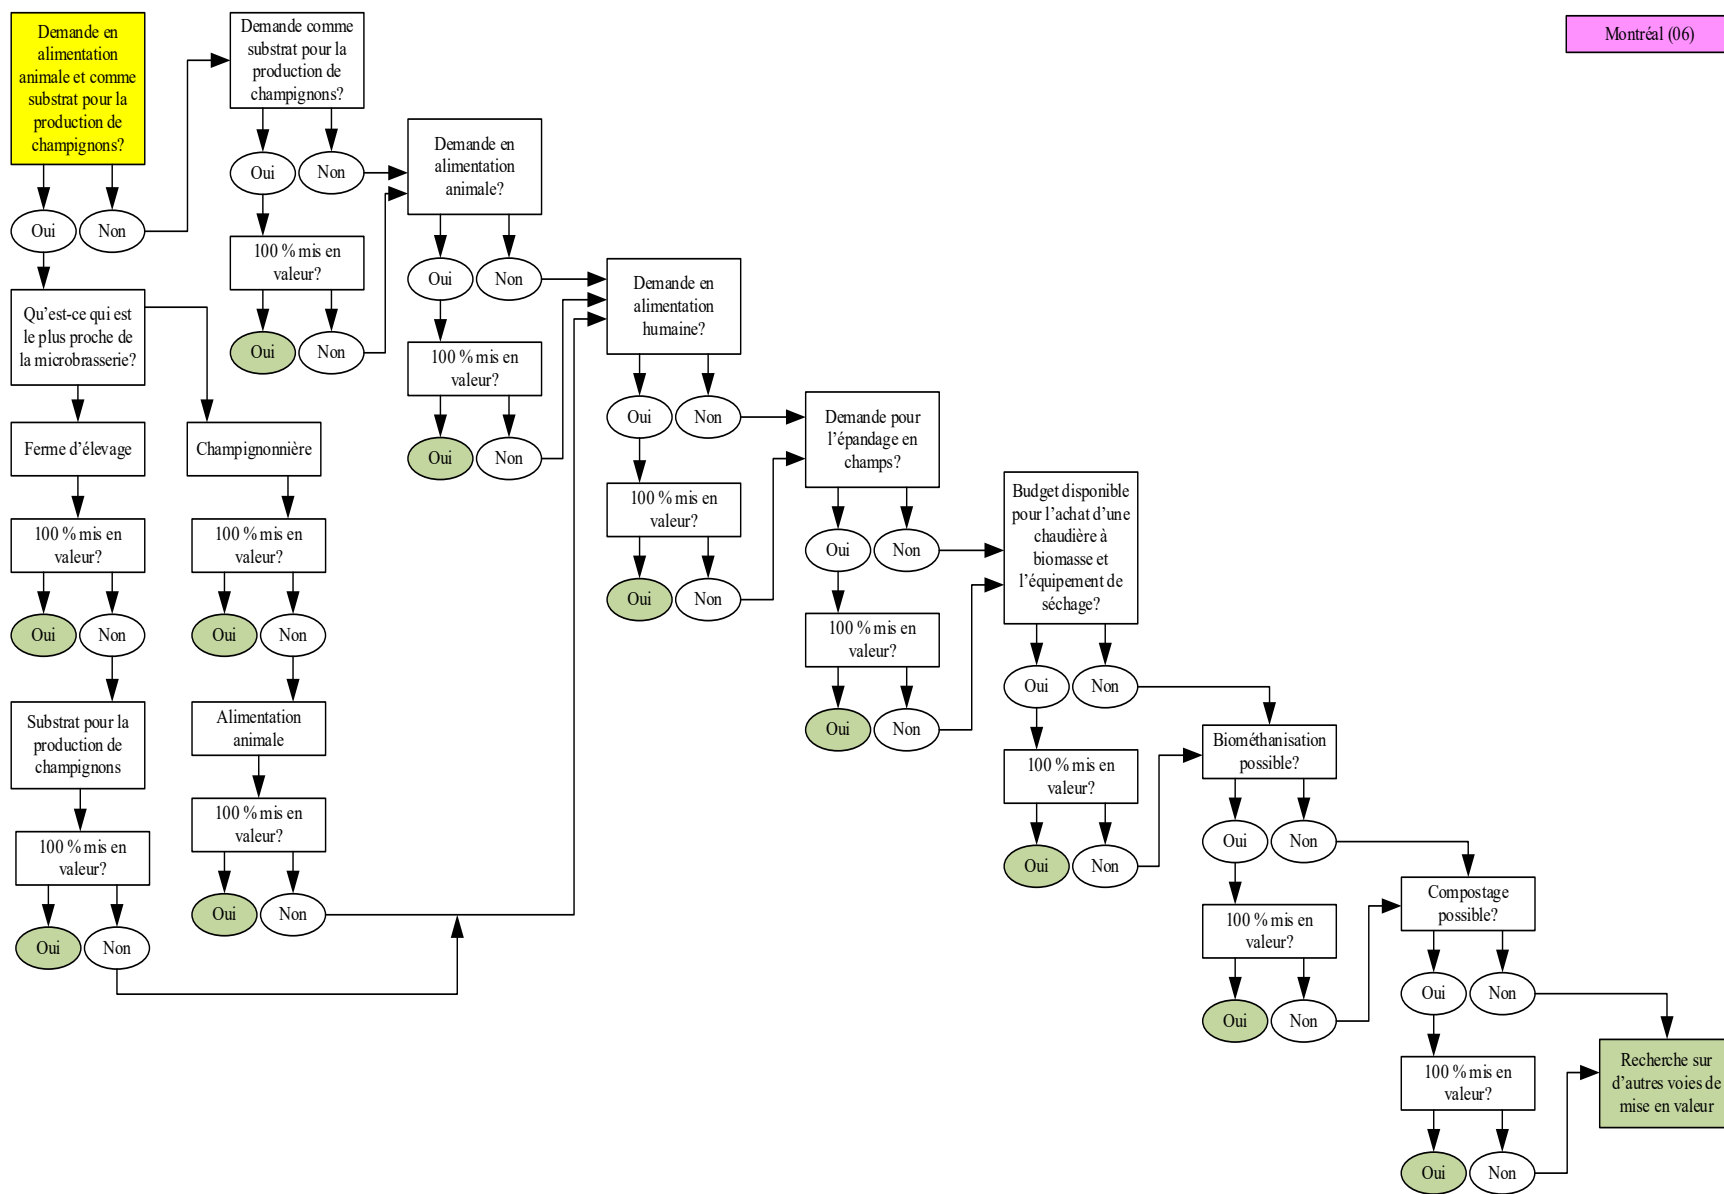 Demande en
alimentation
animale et comme
substrat pour la
production de
champignons?
Oui
Non
Demande comme
substrat pour la
production de
champignons?
Oui
Non
100 % mis en
valeur?
Oui
Non
Montréal (06)
Qu’est-ce qui est
le plus proche de
la microbrasserie?
Ferme d’élevage
100 % mis en
valeur?
Oui
Non
Substrat pour la
production de
champignons
100 % mis en
valeur?
Oui
Non
Champignonnière
100 % mis en
valeur?
Oui
Non
Alimentation
animale
100 % mis en
valeur?
Oui
Non
Demande en
alimentation
animale?
Oui
Non
100 % mis en
valeur?
Oui
Non
Demande en
alimentation
humaine?
Oui
Non
100 % mis en
valeur?
Oui
Non
Demande pour
l’épandage en
champs?
Oui
Non
100 % mis en
valeur?
Oui
Non
Budget disponible
pour l’achat d’une
chaudière à
biomasse et
l’équipement de
séchage?
Oui
Non
100 % mis en
valeur?
Oui
Non
Biométhanisation
possible?
Oui
Non
100 % mis en
valeur?
Oui
Non
Compostage
possible?
Oui
Non
100 % mis en
valeur?
Oui
Non
Recherche sur
d’autres voies de
mise en valeur